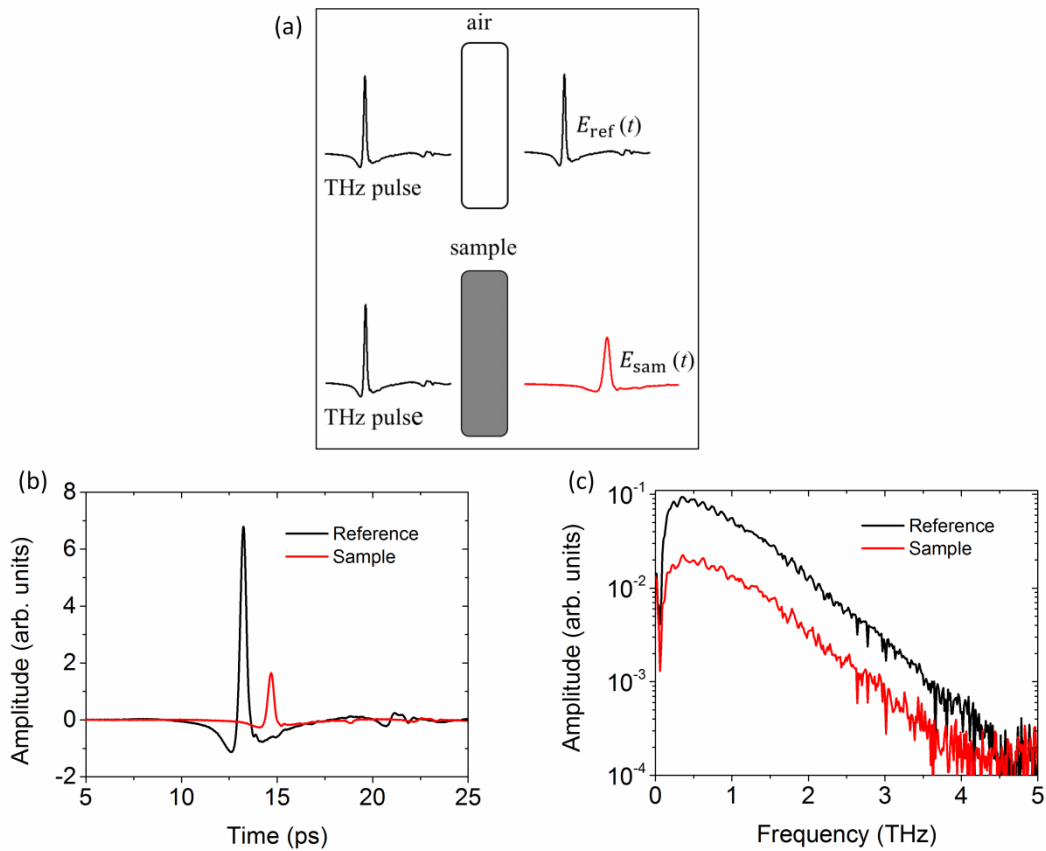 (a)
air
E_ref (t)
THz pulse
sample
E_sam (t)
THz pulse
(b)
8
6
4
2
0
-2
5
10
15
20
25
Amplitude (arb. units)
Time (ps)
Reference
Sample
(c)
10^-1
10^-2
10^-3
10^-4
0
1
2
3
4
5
Amplitude (arb. units)
Frequency (THz)
Reference
Sample